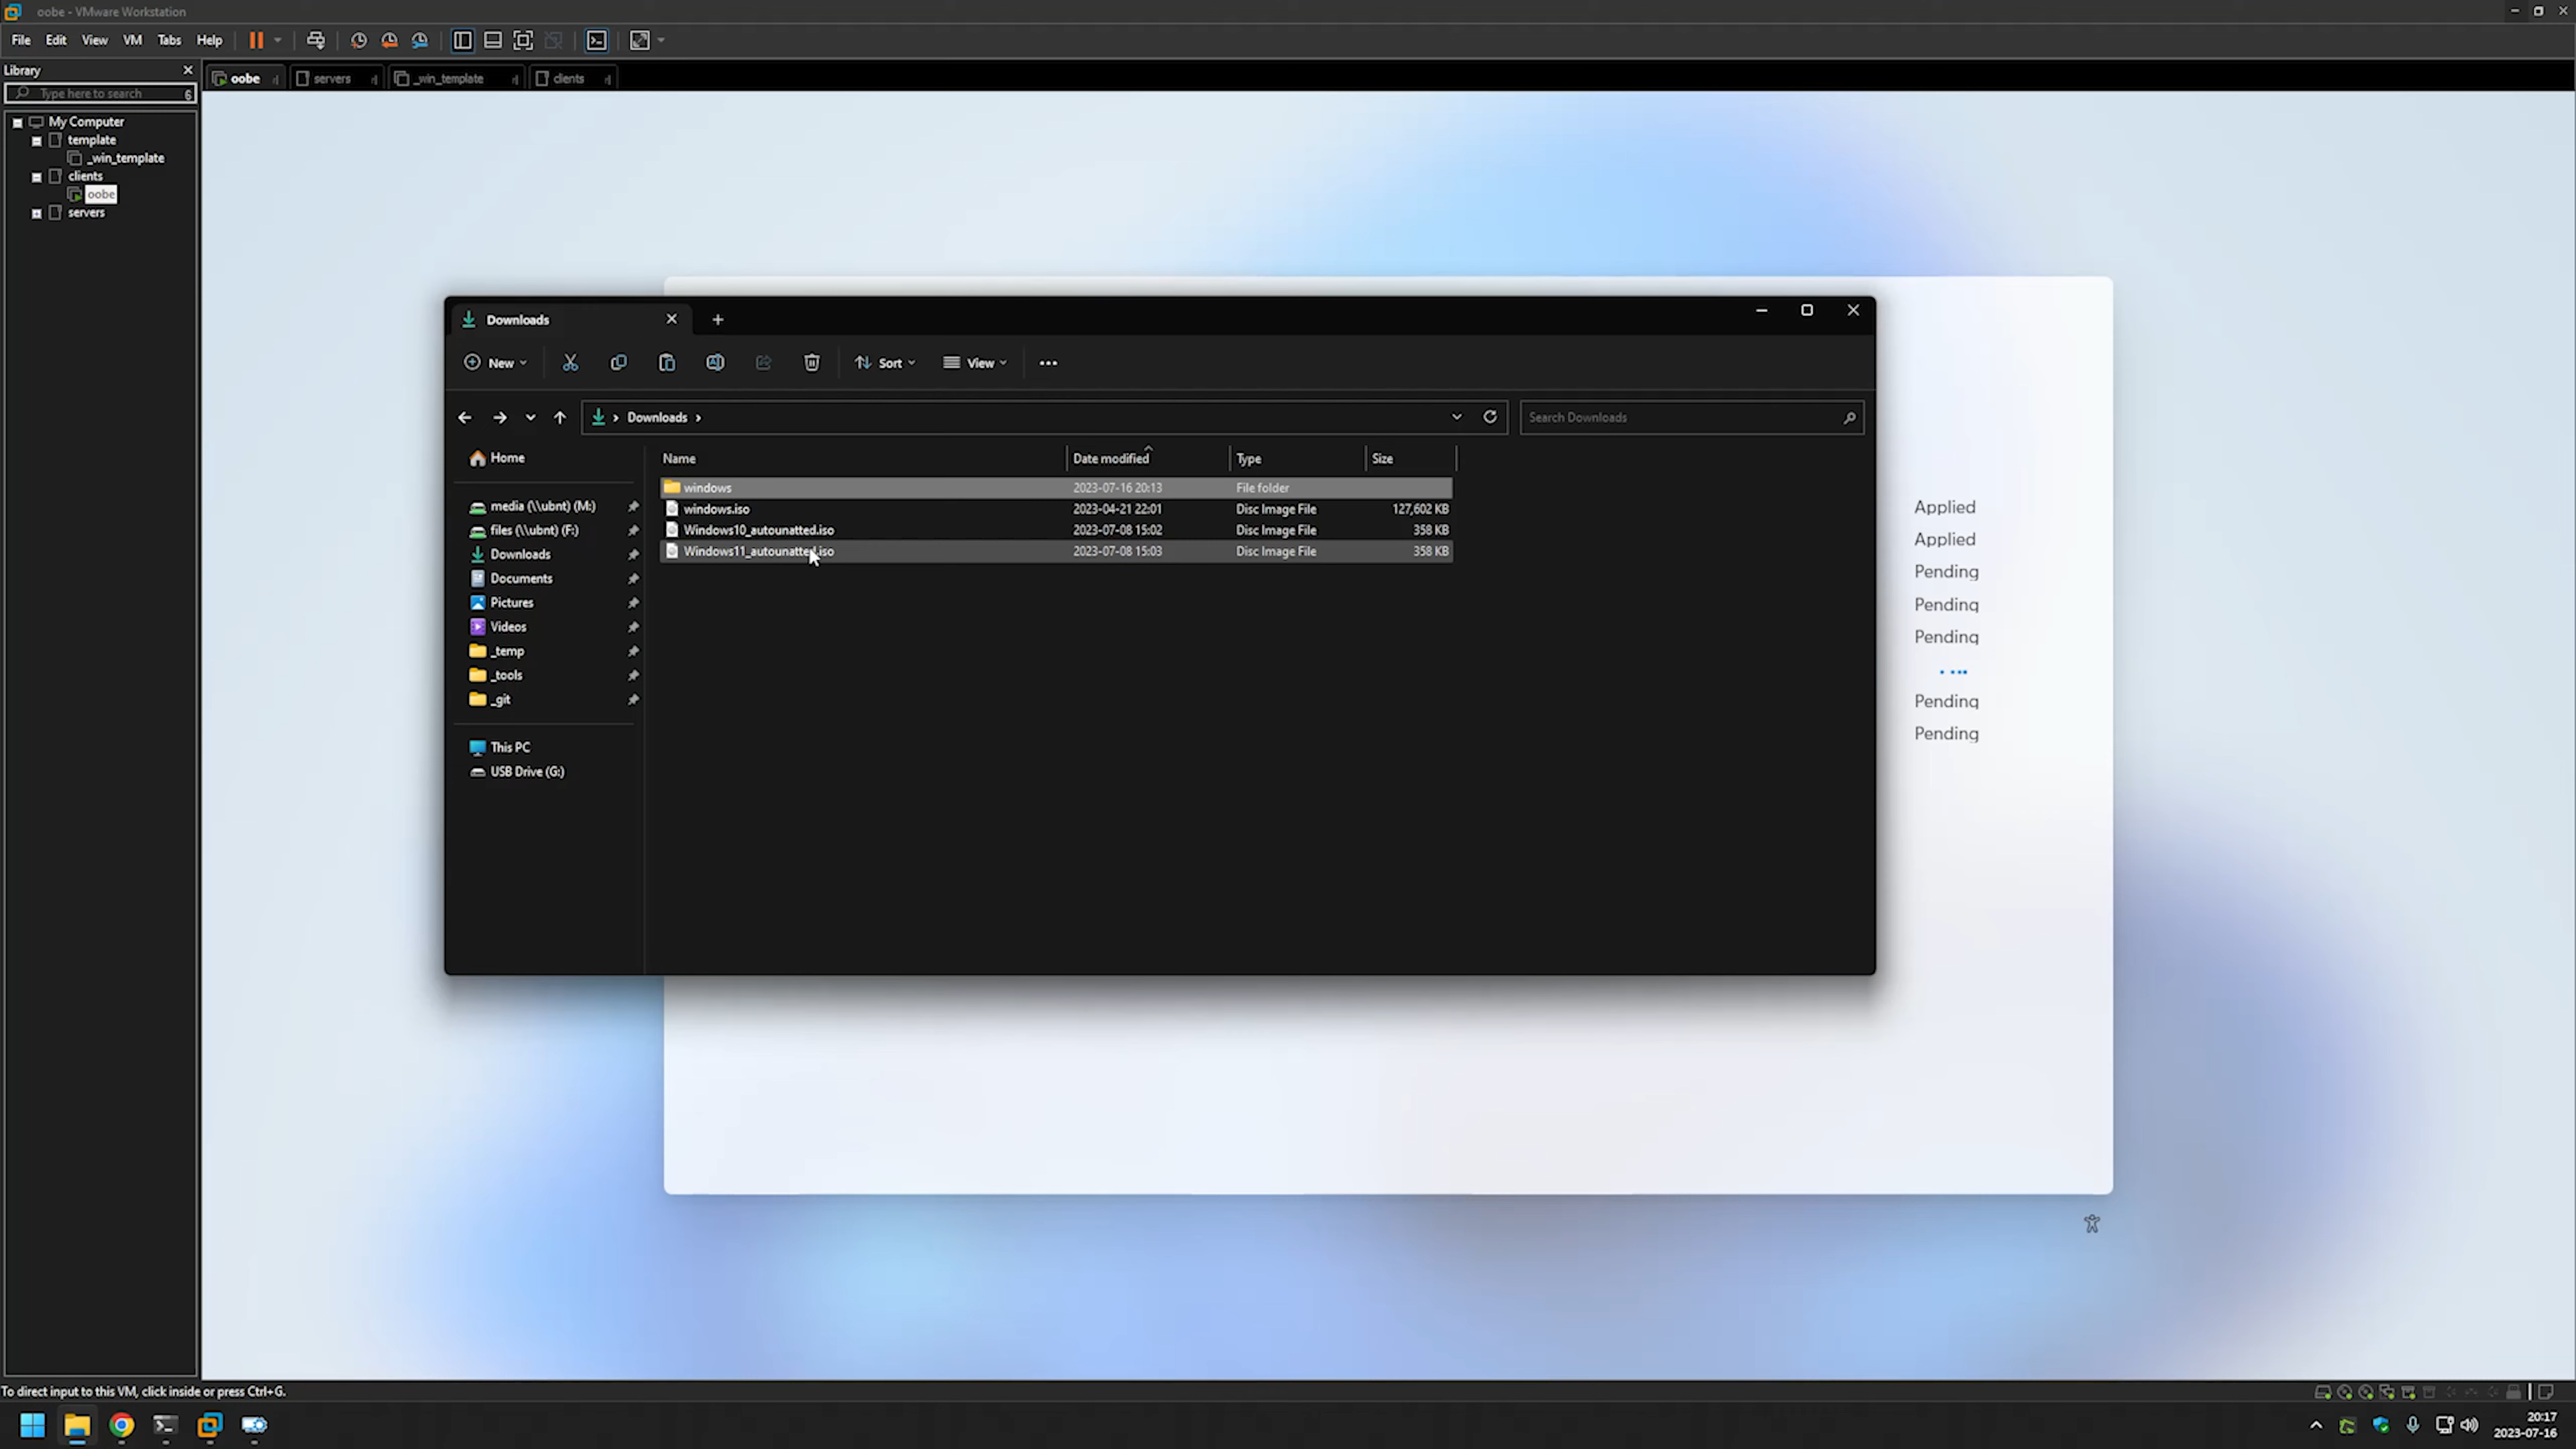 oobe - VMware Workstation
File Edit View VM Tabs Help
Library
oobe servers _win_template clients
Type here to search
My Computer
template
_win_template
clients
oobe
servers
Downloads
New Sort View
Downloads
Search Downloads
Home
media (\\ubnt) (M:)
files (\\ubnt) (F:)
Downloads
Documents
Pictures
Videos
_temp
_tools
_git
This PC
USB Drive (G:)
Name Date modified Type Size
windows 2023-07-16 20:13 File folder
windows.iso 2023-04-21 22:01 Disc Image File 127,602 KB
Windows10_autounatted.iso 2023-07-08 15:02 Disc Image File 358 KB
Windows11_autounatted.iso 2023-07-08 15:03 Disc Image File 358 KB
Applied
Applied
Pending
Pending
Pending
Pending
Pending
To direct input to this VM, click inside or press Ctrl+G.
20:17
2023-07-16